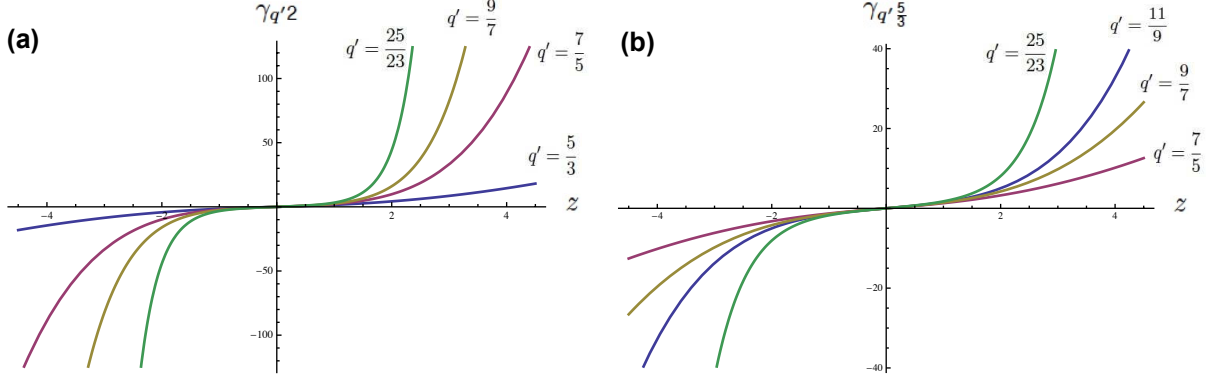 (a)
γ_{q′2}
q′ = 25/23
q′ = 9/7
q′ = 7/5
q′ = 5/3
100
50
-4
-2
2
4
z
-50
-100
(b)
γ_{q′ 5/3}
q′ = 25/23
q′ = 11/9
q′ = 9/7
q′ = 7/5
40
20
-4
-2
2
4
z
-20
-40